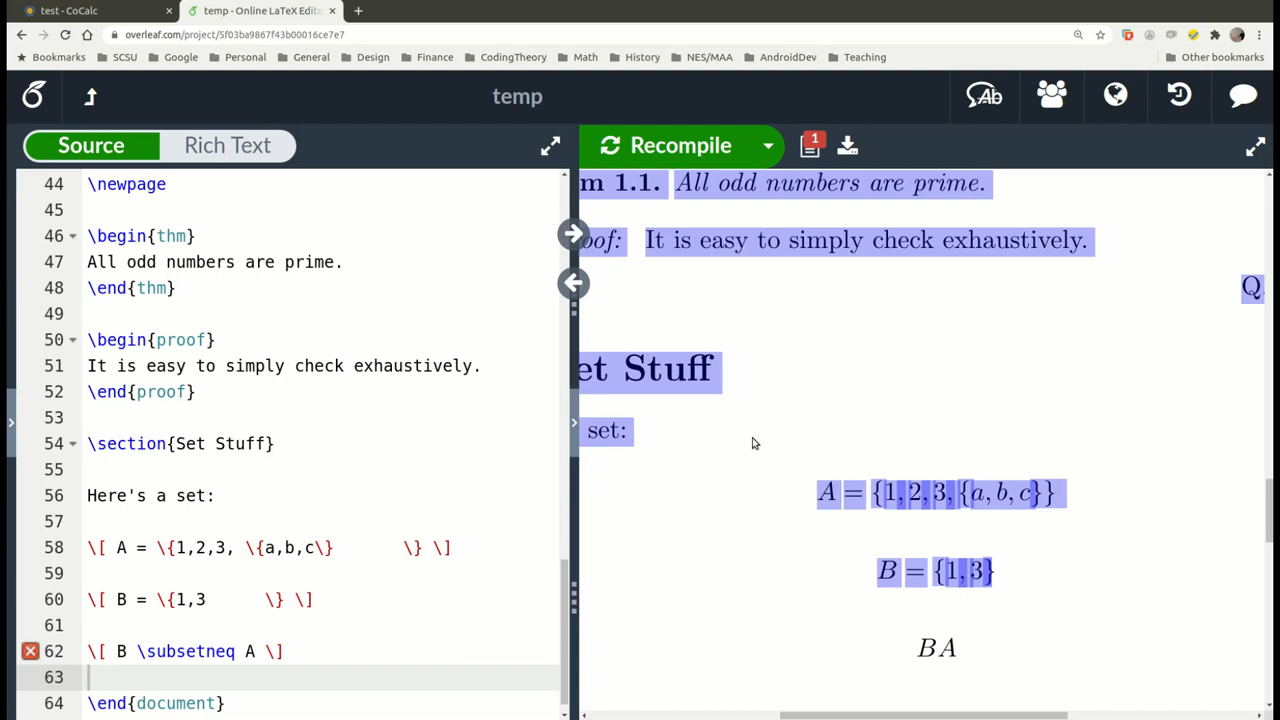 test - CoCalc
temp - Online LaTeX Edito
overleaf.com/project/5f03ba9867f43b00016ce7e7
Bookmarks SCSU Google Personal General Design Finance CodingTheory Math History NES/MAA AndroidDev Teaching Other bookmarks
temp
Source Rich Text
Recompile 1
44 \newpage
45
46 \begin{thm}
47 All odd numbers are prime.
48 \end{thm}
49
50 \begin{proof}
51 It is easy to simply check exhaustively.
52 \end{proof}
53
54 \section{Set Stuff}
55
56 Here's a set:
57
58 \[ A = \{1,2,3, \{a,b,c\} \} \]
59
60 \[ B = \{1,3 \} \]
61
62 \[ B \subsetneq A \]
63
64 \end{document}
m 1.1. All odd numbers are prime.
oof: It is easy to simply check exhaustively.
Q
et Stuff
set:
A = {1, 2, 3, {a, b, c}}
B = {1, 3}
BA